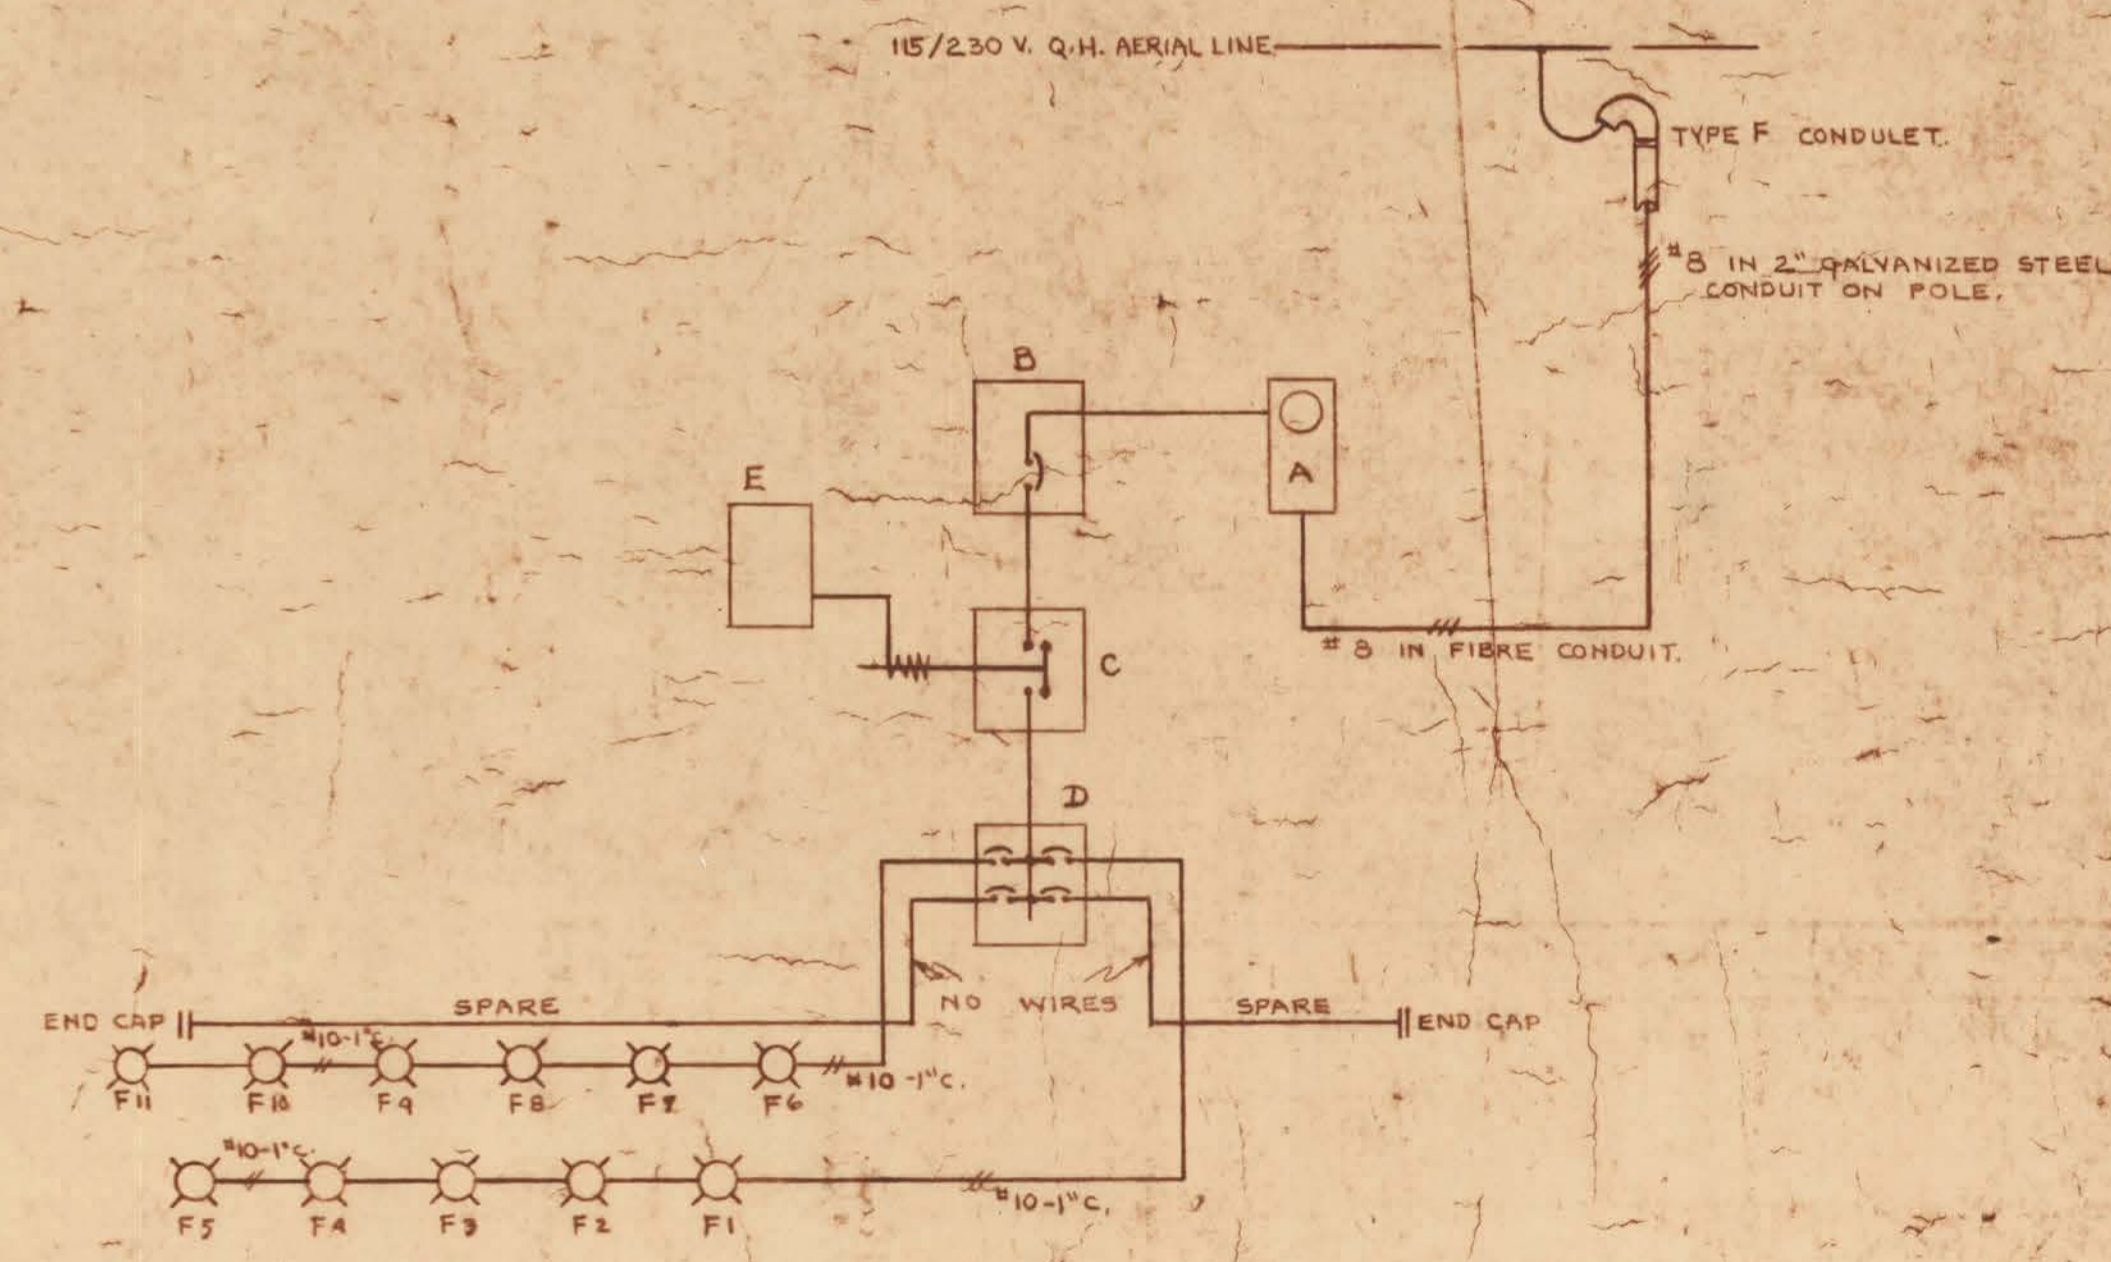 115/230 V. Q.H. AERIAL LINE
TYPE F CONDULET.
#8 IN 2" GALVANIZED STEEL
CONDUIT ON POLE.
B
A
E
#8 IN FIBRE CONDUIT.
C
D
NO WIRES
END CAP
SPARE
SPARE
END CAP
#10-1"C.
#10-1"C.
F11 F10 F9 F8 F7 F6
#10-1"C.
#10-1"C.
F5 F4 F3 F2 F1